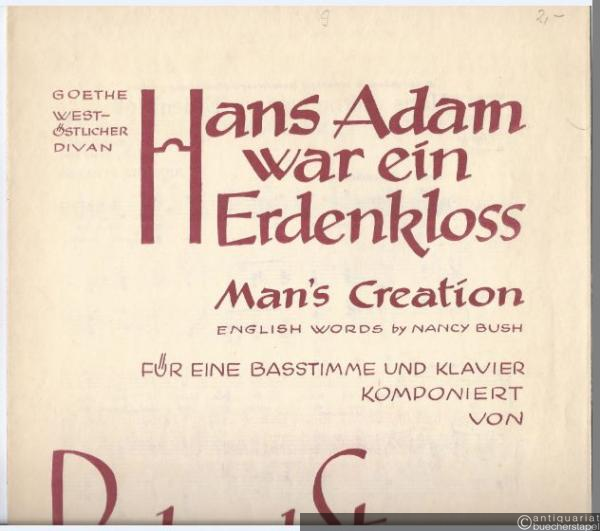 2,-
GOETHE
WEST-
ÖSTLICHER
DIVAN
Hans Adam
war ein
Erdenkloss
Man's Creation
ENGLISH WORDS by NANCY BUSH
FÜR EINE BASSTIMME UND KLAVIER
KOMPONIERT
VON
©antiquariat
buecherstapel